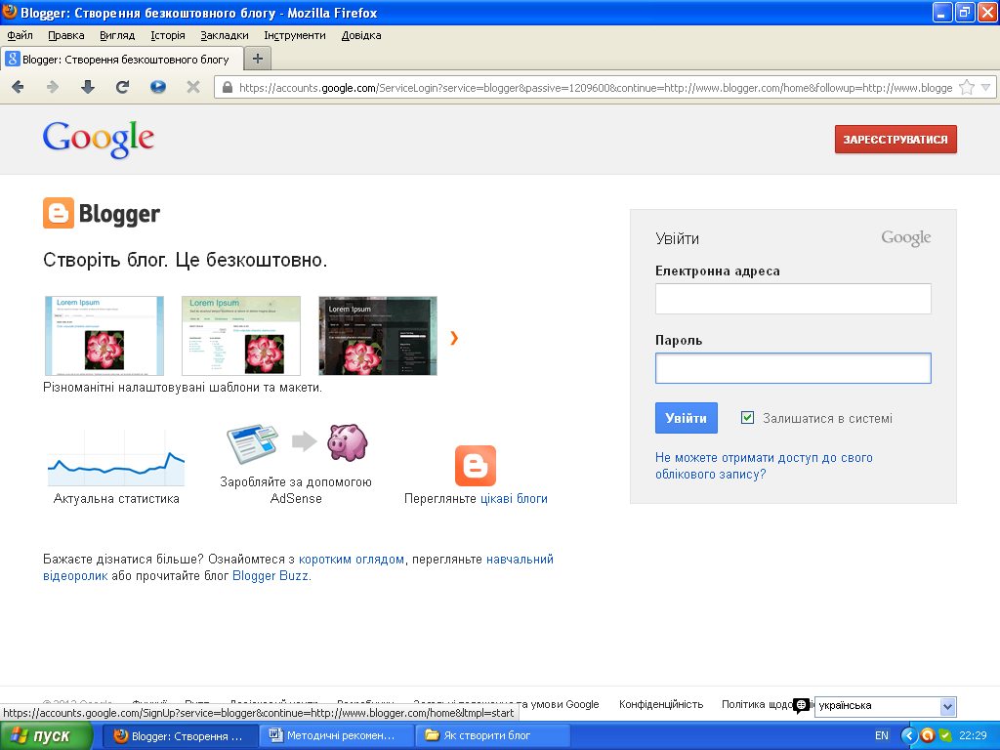 Blogger: Створення безкоштовного блогу - Mozilla Firefox
Файл Правка Вигляд Історія Закладки Інструменти Довідка
Blogger: Створення безкоштовного блогу
https://accounts.google.com/ServiceLogin?service=blogger&passive=1209600&continue=http://www.blogger.com/home&followup=http://www.blogge
Google
ЗАРЕЄСТРУВАТИСЯ
Blogger
Створіть блог. Це безкоштовно.
Lorem Ipsum
Lorem Ipsum
Lorem Ipsum
Різноманітні налаштовувані шаблони та макети.
Актуальна статистика
Заробляйте за допомогою
AdSense
Перегляньте цікаві блоги
Бажаєте дізнатися більше? Ознайомтеся з коротким оглядом, перегляньте навчальний
відеоролик або прочитайте блог Blogger Buzz.
Увійти Google
Електронна адреса
Пароль
Увійти Залишатися в системі
Не можете отримати доступ до свого
облікового запису?
та умови Google Конфіденційність Політика щодо українська
https://accounts.google.com/SignUp?service=blogger&continue=http://www.blogger.com/home&ltmpl=start
пуск Blogger: Створення ... Методичні рекомен... Як створити блог EN 22:29